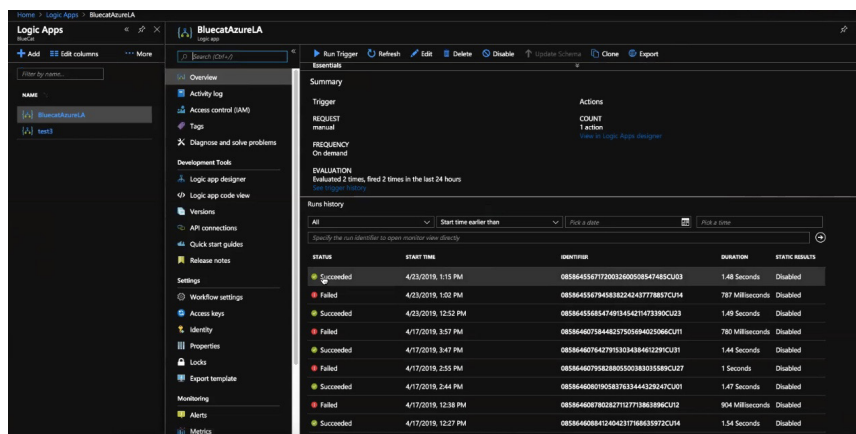 Home > Logic Apps > BluecatAzureLA
Logic Apps
BlueCat
Add Edit columns More
Filter by name...
NAME
BluecatAzureLA
test3
BluecatAzureLA
Logic app
Search (Ctrl+/)
Overview
Activity log
Access control (IAM)
Tags
Diagnose and solve problems
Development Tools
Logic app designer
Logic app code view
Versions
API connections
Quick start guides
Release notes
Settings
Workflow settings
Access keys
Identity
Properties
Locks
Export template
Monitoring
Alerts
Metrics
Run Trigger Refresh Edit Delete Disable Update Schema Clone Export
Essentials
Summary
Trigger Actions
REQUEST COUNT
manual 1 action
View in Logic Apps designer
FREQUENCY
On demand
EVALUATION
Evaluated 2 times, fired 2 times in the last 24 hours
See trigger history
Runs history
All Start time earlier than Pick a date Pick a time
Specify the run identifier to open monitor view directly
STATUS START TIME IDENTIFIER DURATION STATIC RESULTS
Succeeded 4/23/2019, 1:15 PM 08586455671720032600508547485CU03 1.48 Seconds Disabled
Failed 4/23/2019, 1:02 PM 08586455679458382242437778857CU14 787 Milliseconds Disabled
Succeeded 4/23/2019, 12:52 PM 08586455685474913454211473390CU23 1.49 Seconds Disabled
Failed 4/17/2019, 3:57 PM 08586460758448257505694025066CU11 780 Milliseconds Disabled
Succeeded 4/17/2019, 3:47 PM 08586460764279153034384612291CU31 1.44 Seconds Disabled
Failed 4/17/2019, 2:55 PM 08586460795828805500383035589CU27 1 Seconds Disabled
Succeeded 4/17/2019, 2:44 PM 08586460801905837633444329247CU01 1.47 Seconds Disabled
Failed 4/17/2019, 12:38 PM 08586460878028271127713863896CU12 904 Milliseconds Disabled
Succeeded 4/17/2019, 12:27 PM 08586460884124042317168635972CU14 1.54 Seconds Disabled